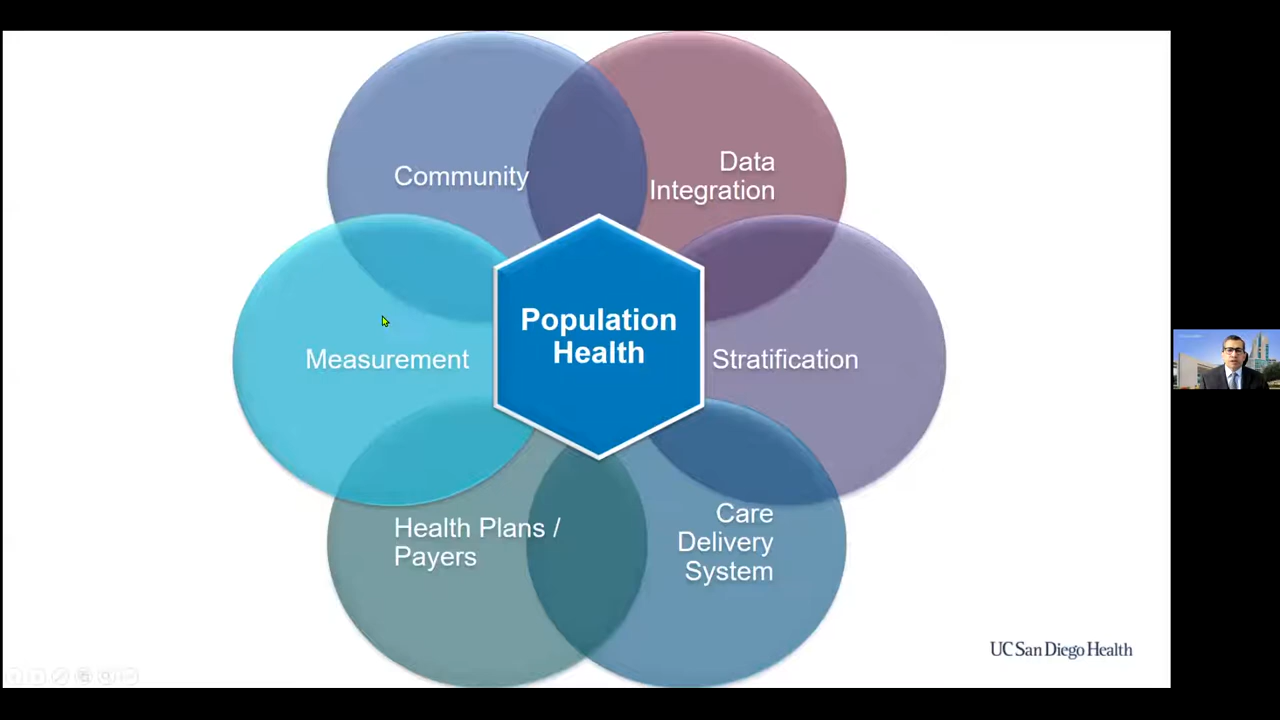 Community
Data
Integration
Population
Health
Measurement
Stratification
Health Plans /
Payers
Care
Delivery
System
UC San Diego Health